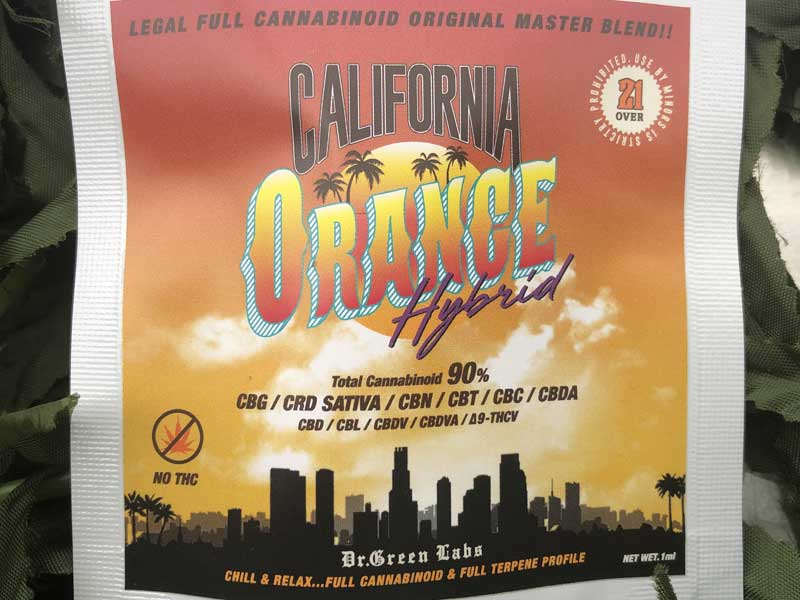 LEGAL FULL CANNABINOID ORIGINAL MASTER BLEND!!
PROHIBITED. USE BY MINORS IS STRICTRY
21
OVER
CALIFORNIA
ORANGE
Hybrid
Total Cannabinoid 90%
CBG / CRD SATIVA / CBN / CBT / CBC / CBDA
CBD / CBL / CBDV / CBDVA / Δ9-THCV
NO THC
Dr.Green Labs
CHILL & RELAX...FULL CANNABINOID & FULL TERPENE PROFILE
NET WET.1ml